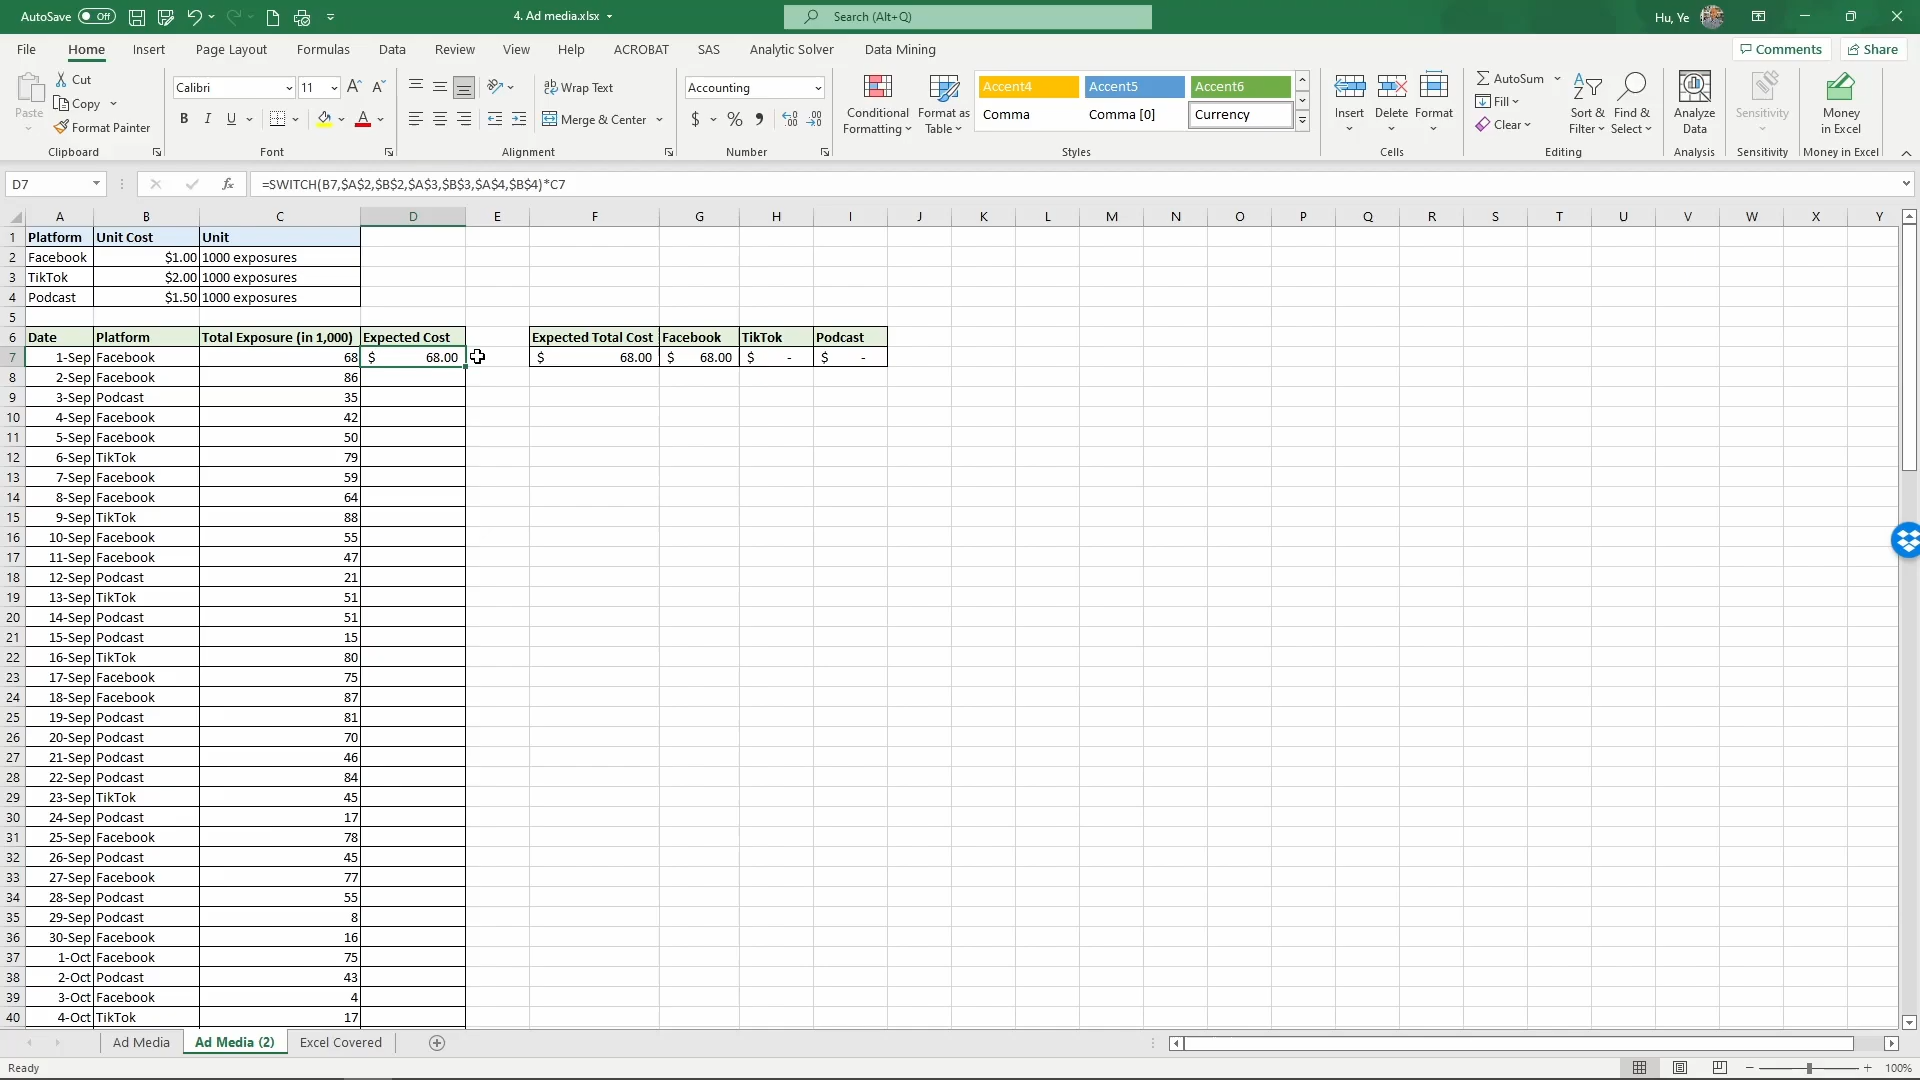 AutoSave Off 4. Ad media.xlsx Search (Alt+Q) Hu, Ye
File Home Insert Page Layout Formulas Data Review View Help ACROBAT SAS Analytic Solver Data Mining Comments Share
Paste Cut Copy Format Painter Clipboard
Calibri 11 A A B I U A Font
Wrap Text Merge & Center Alignment
Accounting $ % Number
Conditional Formatting Format as Table Accent4 Accent5 Accent6 Comma Comma [0] Currency Styles
Insert Delete Format Cells
AutoSum Fill Clear Sort & Filter Find & Select Editing
Analyze Data Analysis Sensitivity Sensitivity Money in Excel Money in Excel
D7 fx =SWITCH(B7,$A$2,$B$2,$A$3,$B$3,$A$4,$B$4)*C7
A B C D E F G H I J K L M N O P Q R S T U V W X Y
1 Platform Unit Cost Unit
2 Facebook $1.00 1000 exposures
3 TikTok $2.00 1000 exposures
4 Podcast $1.50 1000 exposures
5
6 Date Platform Total Exposure (in 1,000) Expected Cost Expected Total Cost Facebook TikTok Podcast
7 1-Sep Facebook 68 $ 68.00 $ 68.00 $ 68.00 $ - $ -
8 2-Sep Facebook 86
9 3-Sep Podcast 35
10 4-Sep Facebook 42
11 5-Sep Facebook 50
12 6-Sep TikTok 79
13 7-Sep Facebook 59
14 8-Sep Facebook 64
15 9-Sep TikTok 88
16 10-Sep Facebook 55
17 11-Sep Facebook 47
18 12-Sep Podcast 21
19 13-Sep TikTok 51
20 14-Sep Podcast 51
21 15-Sep Podcast 15
22 16-Sep TikTok 80
23 17-Sep Facebook 75
24 18-Sep Facebook 87
25 19-Sep Podcast 81
26 20-Sep Podcast 70
27 21-Sep Podcast 46
28 22-Sep Podcast 84
29 23-Sep TikTok 45
30 24-Sep Podcast 17
31 25-Sep Facebook 78
32 26-Sep Podcast 45
33 27-Sep Facebook 77
34 28-Sep Podcast 55
35 29-Sep Podcast 8
36 30-Sep Facebook 16
37 1-Oct Facebook 75
38 2-Oct Podcast 43
39 3-Oct Facebook 4
40 4-Oct TikTok 17
Ad Media Ad Media (2) Excel Covered
Ready 100%